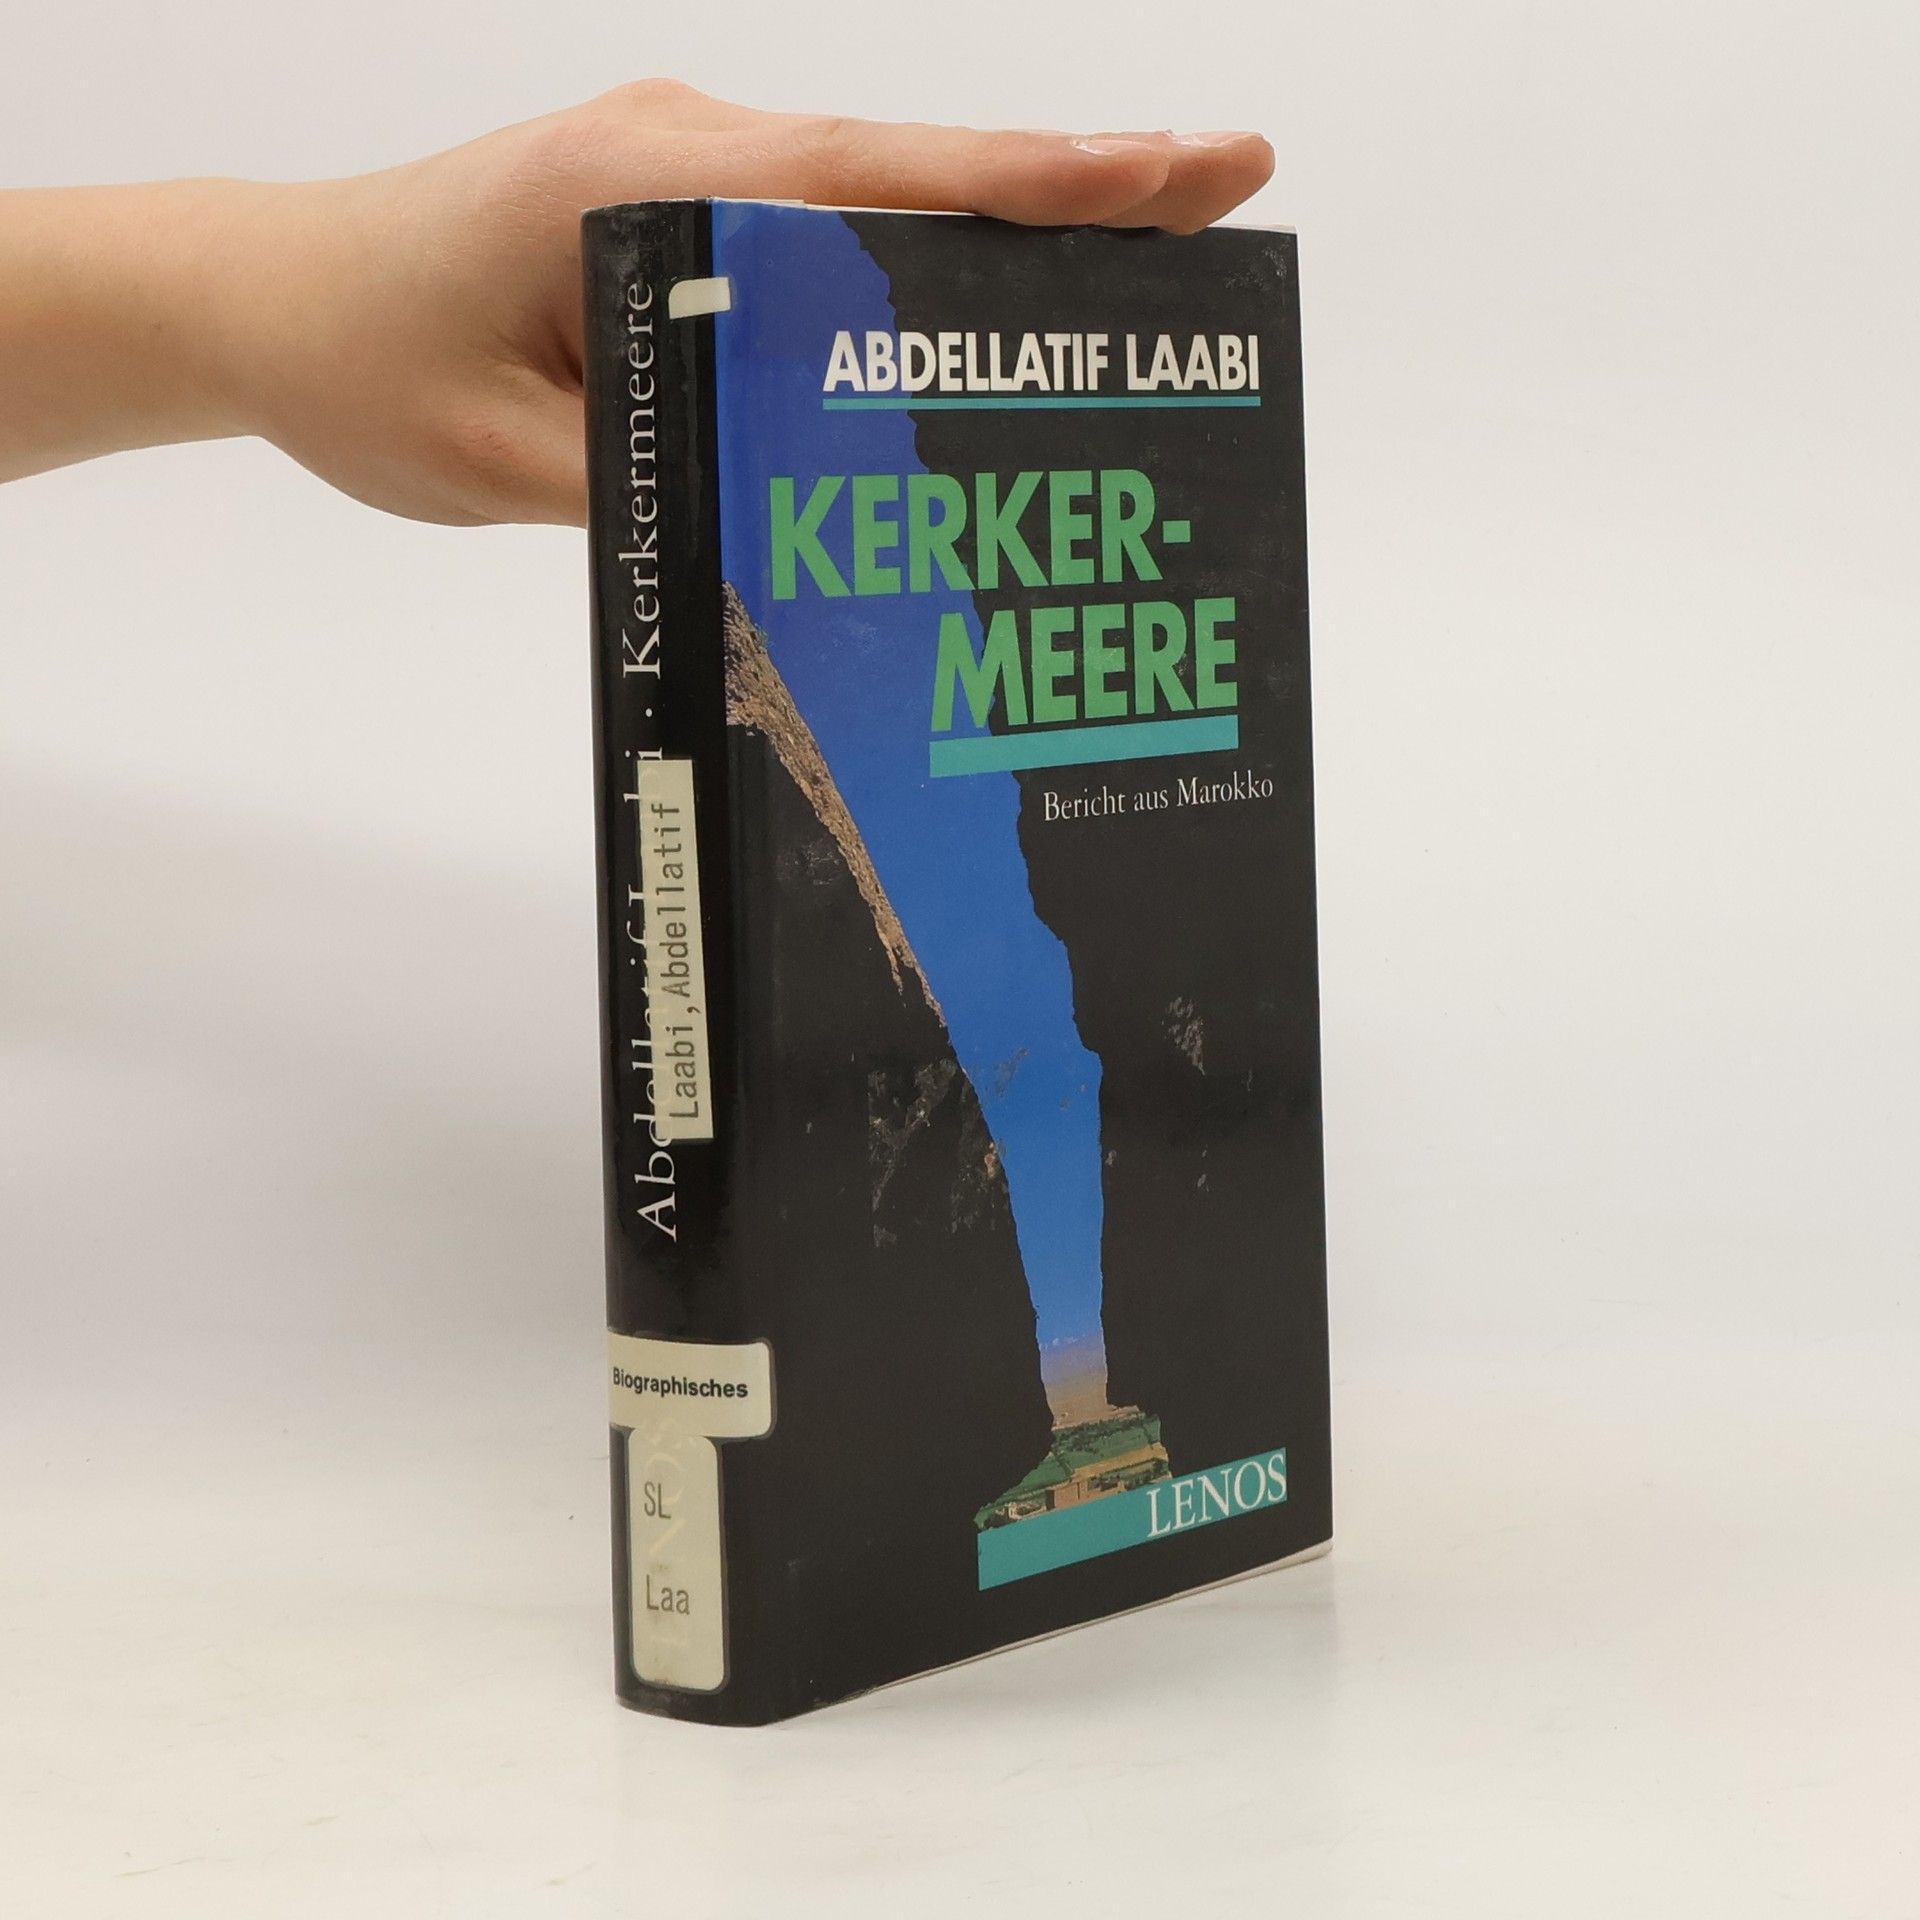 ABDELLATIF LAABI
KERKER-
MEERE
Bericht aus Marokko
LENOS
Abdellatif Laabi · Kerkermeere
Laabi,Abdellatif
Biographisches
SL
Laa